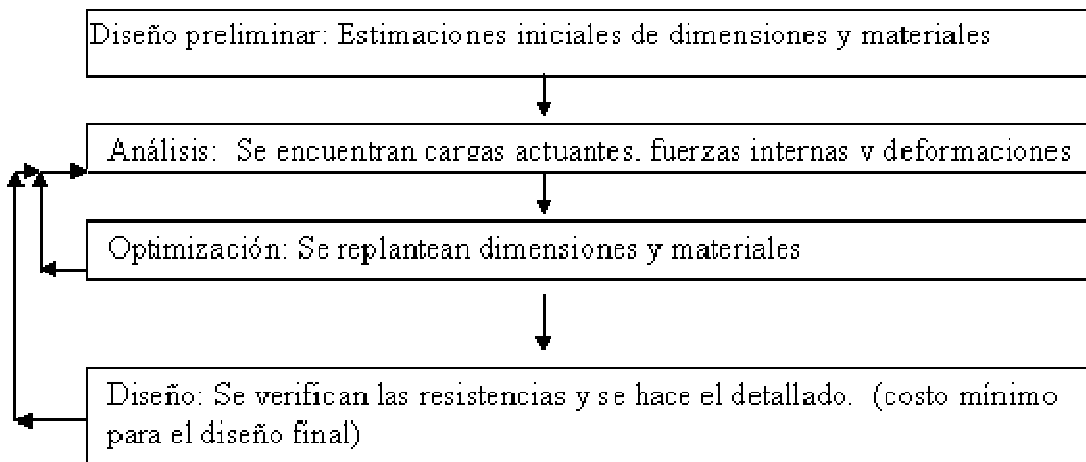 Diseño preliminar: Estimaciones iniciales de dimensiones y materiales
Análisis: Se encuentran cargas actuantes, fuerzas internas y deformaciones
Optimización: Se replantean dimensiones y materiales
Diseño: Se verifican las resistencias y se hace el detallado. (costo mínimo
para el diseño final)